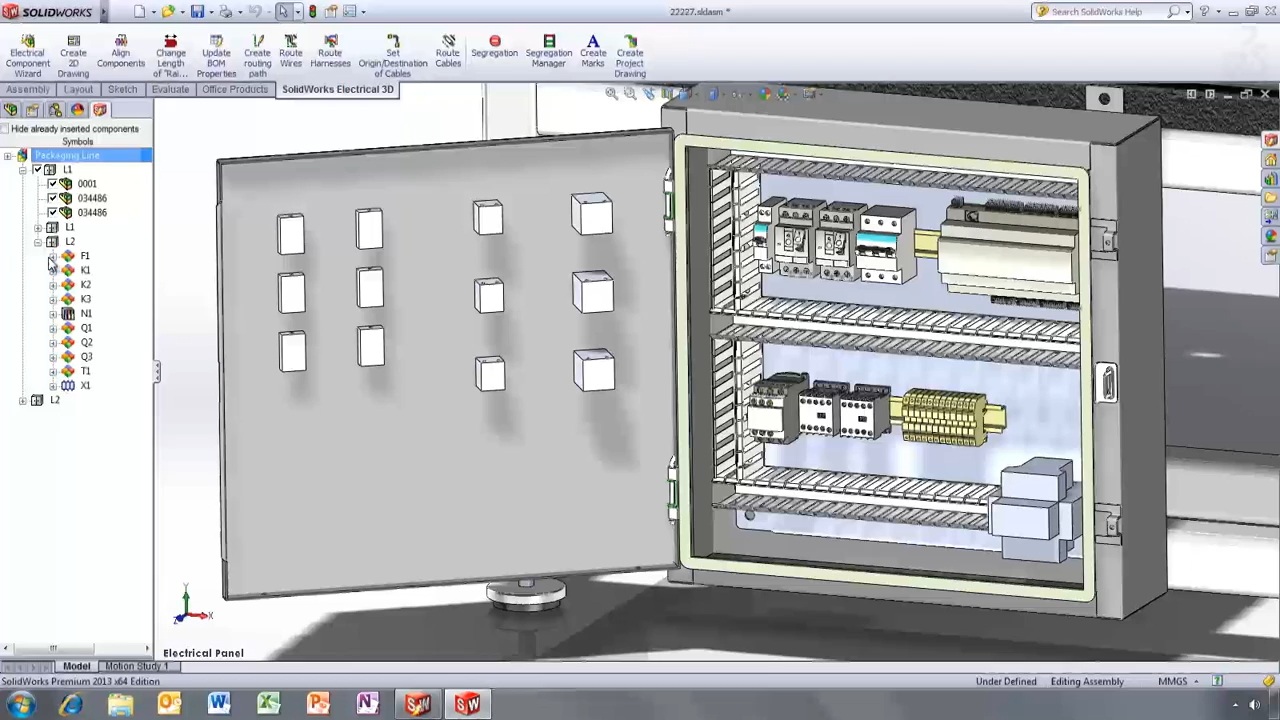 SOLIDWORKS
22227.sldasm *
Search SolidWorks Help
Electrical Component Wizard
Create 2D Drawing
Align Components
Change Length of "Rai...
Update BOM Properties
Create routing path
Route Wires
Route Harnesses
Set Origin/Destination of Cables
Route Cables
Segregation
Segregation Manager
Create Marks
Create Project Drawing
Assembly
Layout
Sketch
Evaluate
Office Products
SolidWorks Electrical 3D
Hide already inserted components
Symbols
Packaging Line
L1
0001
034486
034486
L1
L2
F1
K1
K2
K3
N1
Q1
Q2
Q3
T1
X1
L2
Y
X
Z
Electrical Panel
Model
Motion Study 1
SolidWorks Premium 2013 x64 Edition
Under Defined
Editing Assembly
MMGS